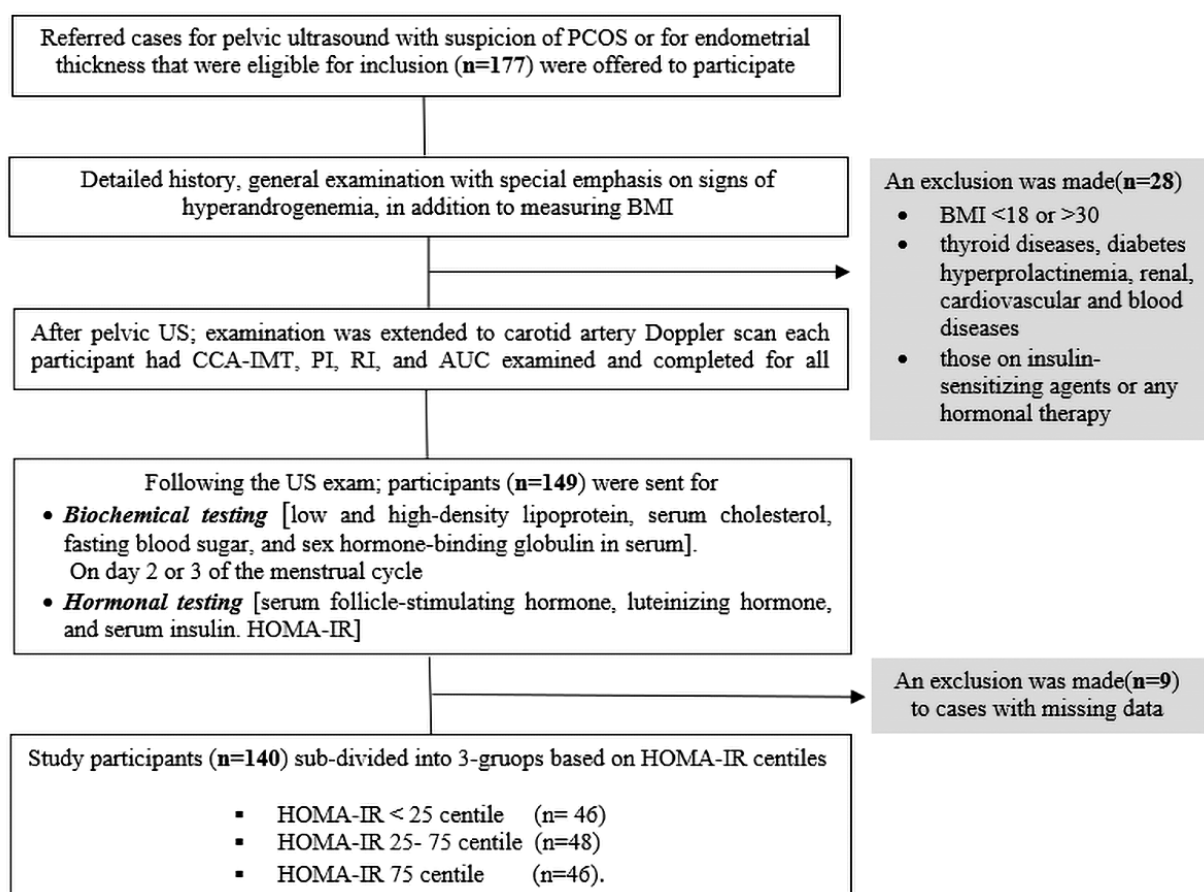 Referred cases for pelvic ultrasound with suspicion of PCOS or for endometrial
thickness that were eligible for inclusion (n=177) were offered to participate
Detailed history, general examination with special emphasis on signs of
hyperandrogenemia, in addition to measuring BMI
An exclusion was made(n=28)
• BMI <18 or >30
• thyroid diseases, diabetes
hyperprolactinemia, renal,
cardiovascular and blood
diseases
• those on insulin-
sensitizing agents or any
hormonal therapy
After pelvic US; examination was extended to carotid artery Doppler scan each
participant had CCA-IMT, PI, RI, and AUC examined and completed for all
Following the US exam; participants (n=149) were sent for
• Biochemical testing [low and high-density lipoprotein, serum cholesterol,
fasting blood sugar, and sex hormone-binding globulin in serum].
On day 2 or 3 of the menstrual cycle
• Hormonal testing [serum follicle-stimulating hormone, luteinizing hormone,
and serum insulin. HOMA-IR]
An exclusion was made(n=9)
to cases with missing data
Study participants (n=140) sub-divided into 3-gruops based on HOMA-IR centiles
▪ HOMA-IR < 25 centile (n= 46)
▪ HOMA-IR 25- 75 centile (n=48)
▪ HOMA-IR 75 centile (n=46).